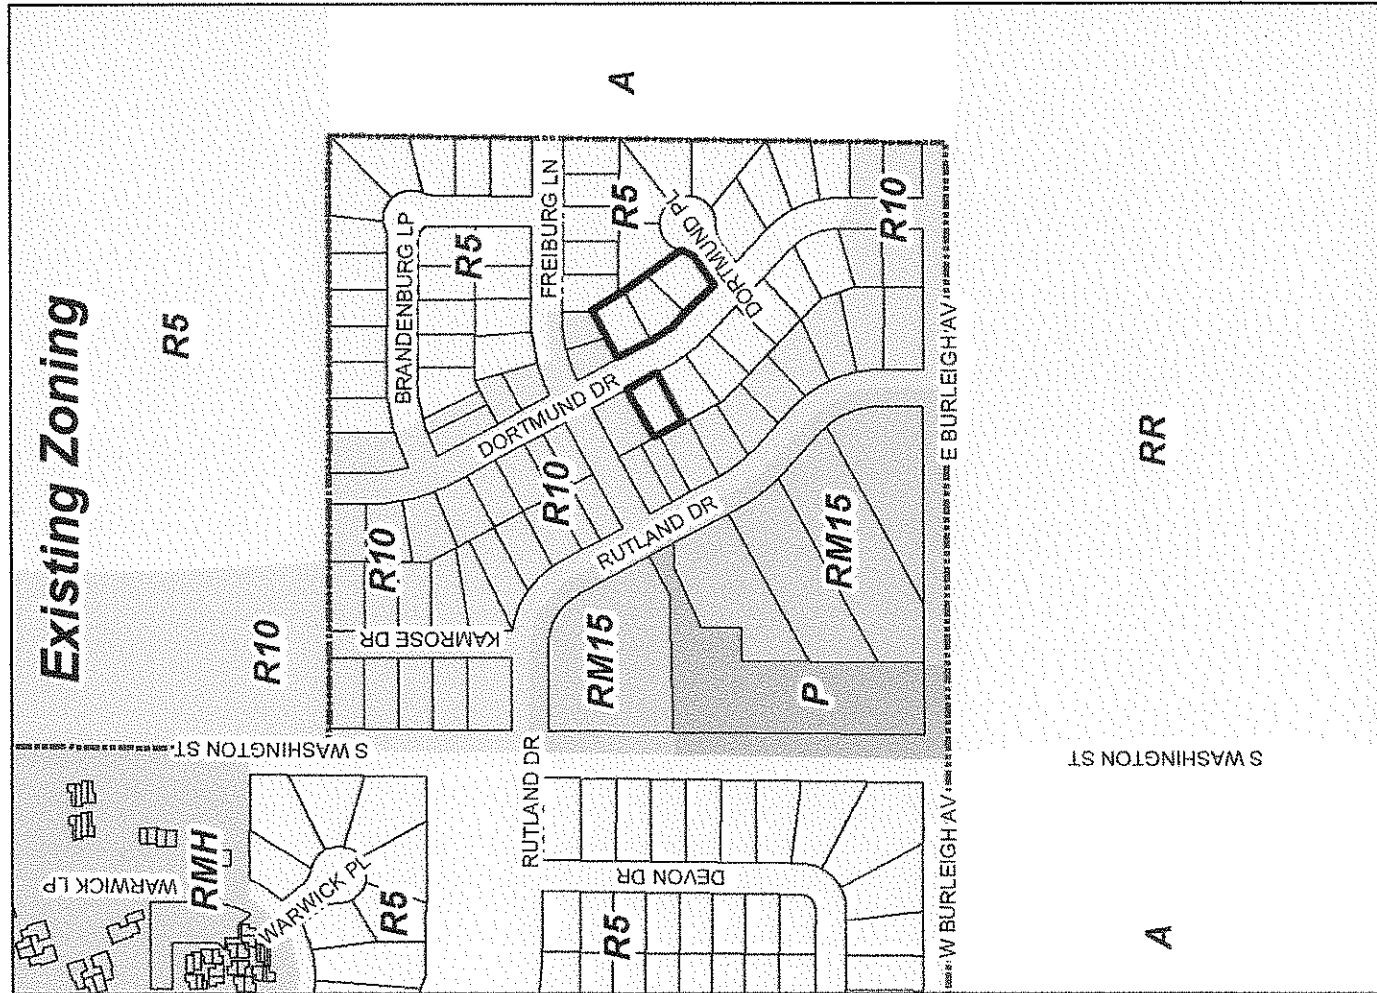 Existing Zoning
R5
A
R10
BRANDENBURG LP
R5
FREIBURG LN
R5
DORTMUND PL
DORTMUND DR
R10
R10
R10
RUTLAND DR
KAMROSE DR
RM15
RM15
P
E BURLEIGH AV
RR
S WASHINGTON ST
S WASHINGTON ST
RUTLAND DR
WARWICK LP
RMH
WARWICK PL
R5
DEVON DR
R5
W BURLEIGH AV
A
DORTMUND